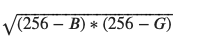 √(256 − B) ∗ (256 − G)